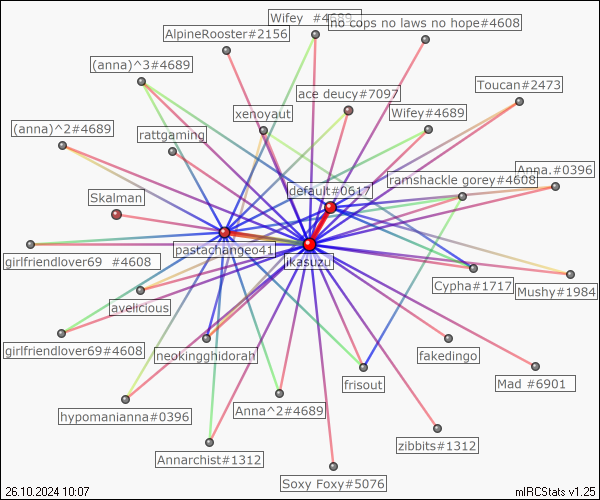 Wifey #4689
no cops no laws no hope#4608
AlpineRooster#2156
(anna)^3#4689
Toucan#2473
ace deucy#7097
xenoyaut
Wifey#4689
(anna)^2#4689
rattgaming
Anna.#0396
ramshackle gorey#4608
default#0617
Skalman
pastachangeo41
jkasuzu
girlfriendlover69 #4608
Cypha#1717
Mushy#1984
avelicious
girlfriendlover69#4608
neokingghidorah
fakedingo
frisout
Mad #6901
hypomanianna#0396
Anna^2#4689
zibbits#1312
Annarchist#1312
Soxy Foxy#5076
26.10.2024 10:07
mIRCStats v1.25